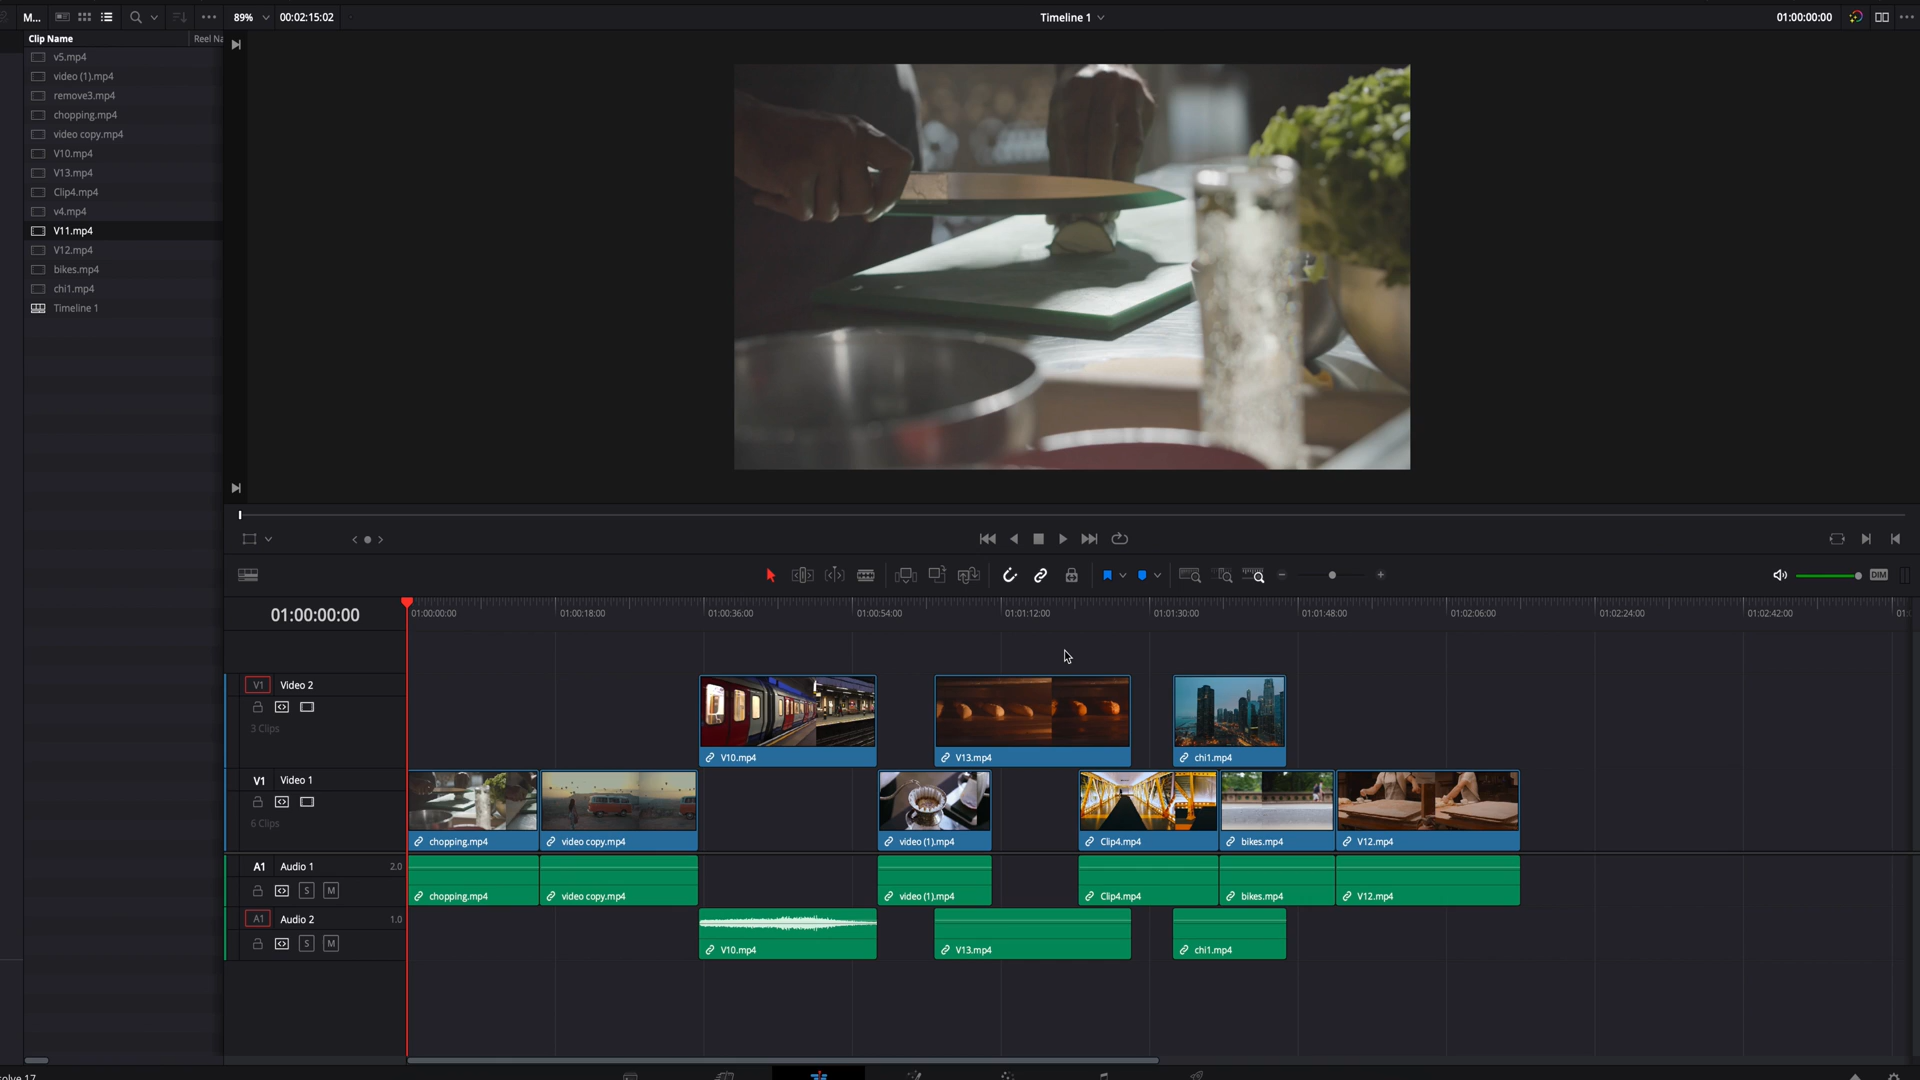 M...
89%
00:02:15:02
Timeline 1
01:00:00:00
Clip Name
Reel Na
v5.mp4
video (1).mp4
remove3.mp4
chopping.mp4
video copy.mp4
V10.mp4
V13.mp4
Clip4.mp4
v4.mp4
V11.mp4
V12.mp4
bikes.mp4
chi1.mp4
Timeline 1
DIM
01:00:00:00
01:00:00:00
01:00:18:00
01:00:36:00
01:00:54:00
01:01:12:00
01:01:30:00
01:01:48:00
01:02:06:00
01:02:24:00
01:02:42:00
01:
V1 Video 2
3 Clips
V10.mp4
V13.mp4
chi1.mp4
V1 Video 1
6 Clips
chopping.mp4
video copy.mp4
video (1).mp4
Clip4.mp4
bikes.mp4
V12.mp4
A1 Audio 1 2.0
S M
chopping.mp4
video copy.mp4
video (1).mp4
Clip4.mp4
bikes.mp4
V12.mp4
A1 Audio 2 1.0
S M
V10.mp4
V13.mp4
chi1.mp4
solve 17